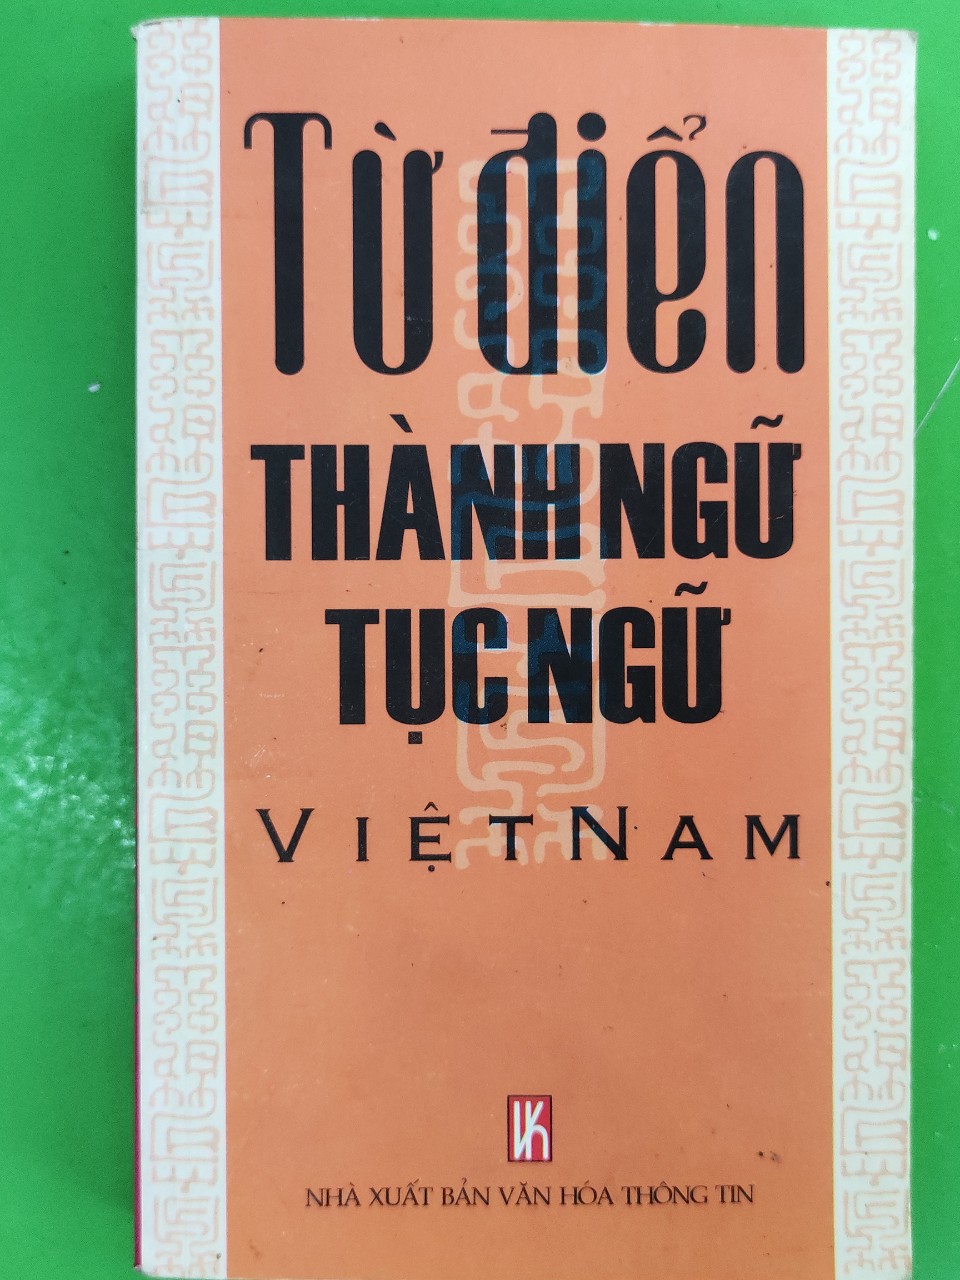 Từ điển
THÀNH NGỮ
TỤC NGỮ
VIỆT NAM
NHÀ XUẤT BẢN VĂN HÓA THÔNG TIN